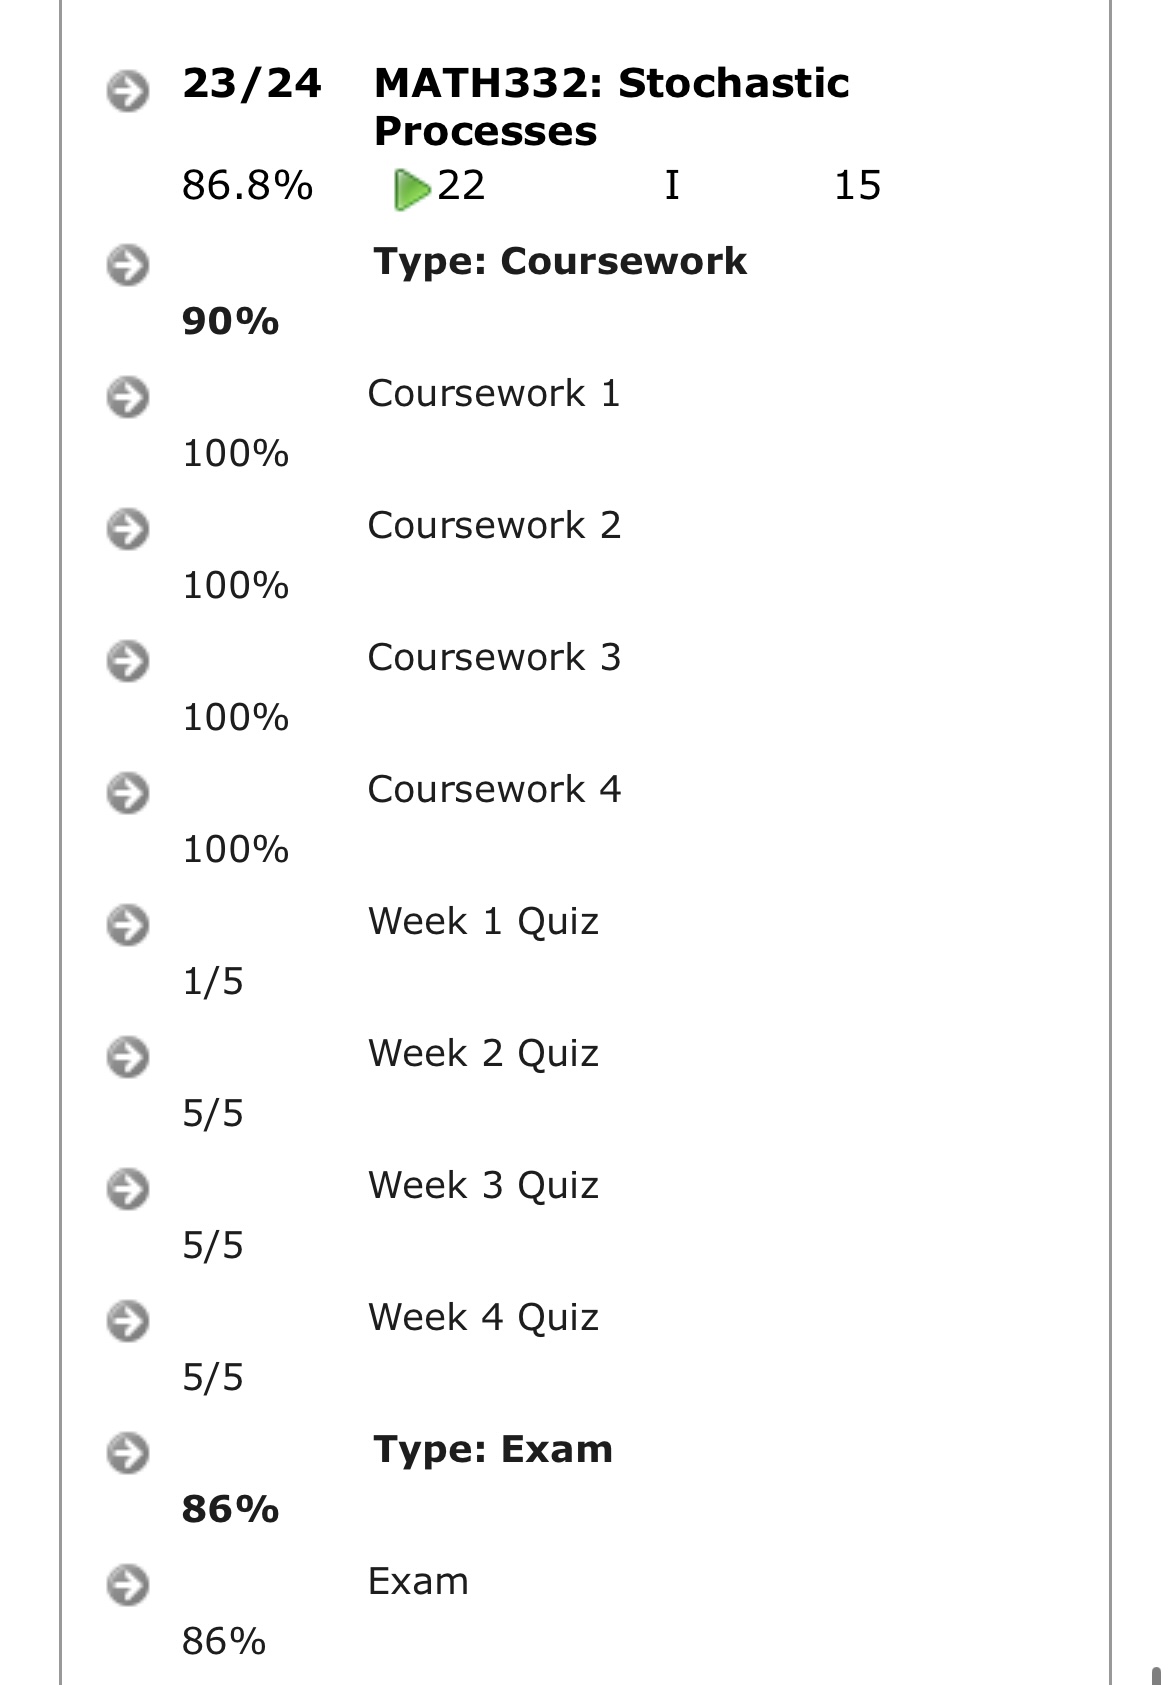 23/24 MATH332: Stochastic
Processes
86.8% 22 I 15
Type: Coursework
90%
Coursework 1
100%
Coursework 2
100%
Coursework 3
100%
Coursework 4
100%
Week 1 Quiz
1/5
Week 2 Quiz
5/5
Week 3 Quiz
5/5
Week 4 Quiz
5/5
Type: Exam
86%
Exam
86%